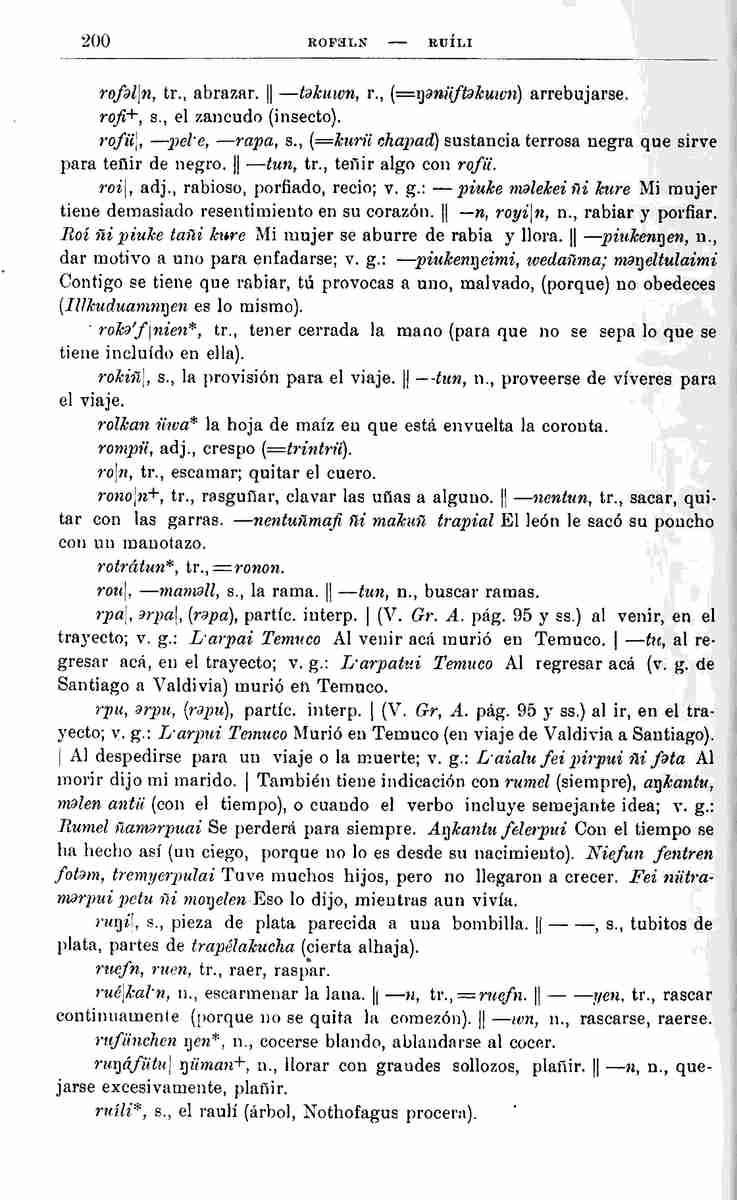 200 ROFƏLN — RUÍLI
rofəl|n, tr., abrazar. || —təkuwn, r., (=ŋənüftəkuwn) arrebujarse.
rofi+, s., el zancudo (insecto).
rofü|, —pel·e, —rapa, s., (=kurü chapad) sustancia terrosa negra que sirve
para teñir de negro. || —tun, tr., teñir algo con rofü.
roi|, adj., rabioso, porfiado, recio; v. g.: —piuke məlekei ñi kure Mi mujer
tiene demasiado resentimiento en su corazón. || —n, royi|n, n., rabiar y porfiar.
Roí ñi piuke tañi kure Mi mujer se aburre de rabia y llora. || —piukenŋen, n.,
dar motivo a uno para enfadarse; v. g.: —piukenŋeimi, wedañma; məŋeltulaimi
Contigo se tiene que rabiar, tú provocas a uno, malvado, (porque) no obedeces
(Illkuduamnŋen es lo mismo).
rokə'f|nien*, tr., tener cerrada la mano (para que no se sepa lo que se
tiene incluído en ella).
rokiñ|, s., la provisión para el viaje. || —tun, n., proveerse de víveres para
el viaje.
rolkan üwa* la hoja de maíz en que está envuelta la coronta.
rompü, adj., crespo (=trintrü).
ro|n, tr., escamar; quitar el cuero.
rono|n+, tr., rasguñar, clavar las uñas a alguno. || —nentun, tr., sacar, qui-
tar con las garras. —nentuñmafi ñi makuñ trapial El león le sacó su poncho
con un manotazo.
rotrátun*, tr.,=ronon.
rou|, —maməll, s., la rama. || —tun, n., buscar ramas.
rpa|, ərpa|, (rəpa), partíc. interp. | (V. Gr. A. pág. 95 y ss.) al venir, en el
trayecto; v. g.: L·arpai Temuco Al venir acá murió en Temuco. | —tu, al re-
gresar acá, en el trayecto; v. g.: L·arpatui Temuco Al regresar acá (v. g. de
Santiago a Valdivia) murió en Temuco.
rpu, ərpu, (rəpu), partíc. interp. | (V. Gr, A. pág. 95 y ss.) al ir, en el tra-
yecto; v. g.: L·arpui Temuco Murió en Temuco (en viaje de Valdivia a Santiago).
| Al despedirse para un viaje o la muerte; v. g.: L·aialu fei pirpui ñi fəta Al
morir dijo mi marido. | También tiene indicación con rumel (siempre), aŋkantu,
məlen antü (con el tiempo), o cuando el verbo incluye semejante idea; v. g.:
Rumel ñamərpuai Se perderá para siempre. Aŋkantu felerpui Con el tiempo se
ha hecho así (un ciego, porque no lo es desde su nacimiento). Niefun fentren
fotəm, tremyerpulai Tuve muchos hijos, pero no llegaron a crecer. Fei nütra-
mərpui petu ñi moŋelen Eso lo dijo, mientras aun vivía.
ruŋi|, s., pieza de plata parecida a una bombilla. || — —, s., tubitos de
plata, partes de trapélakucha (cierta alhaja).
ruefn, ruen, tr., raer, raspar.
rué|kal·n, n., escarmenar la lana. || —n, tr.,=ruefn. || — —yen, tr., rascar
continuamente (porque no se quita la comezón). || —wn, n., rascarse, raerse.
rufünchen ŋen*, n., cocerse blando, ablandarse al cocer.
ruŋáfütu| ŋüman+, n., llorar con grandes sollozos, plañir. || —n, n., que-
jarse excesivamente, plañir.
ruíli*, s., el raulí (árbol, Nothofagus procera).